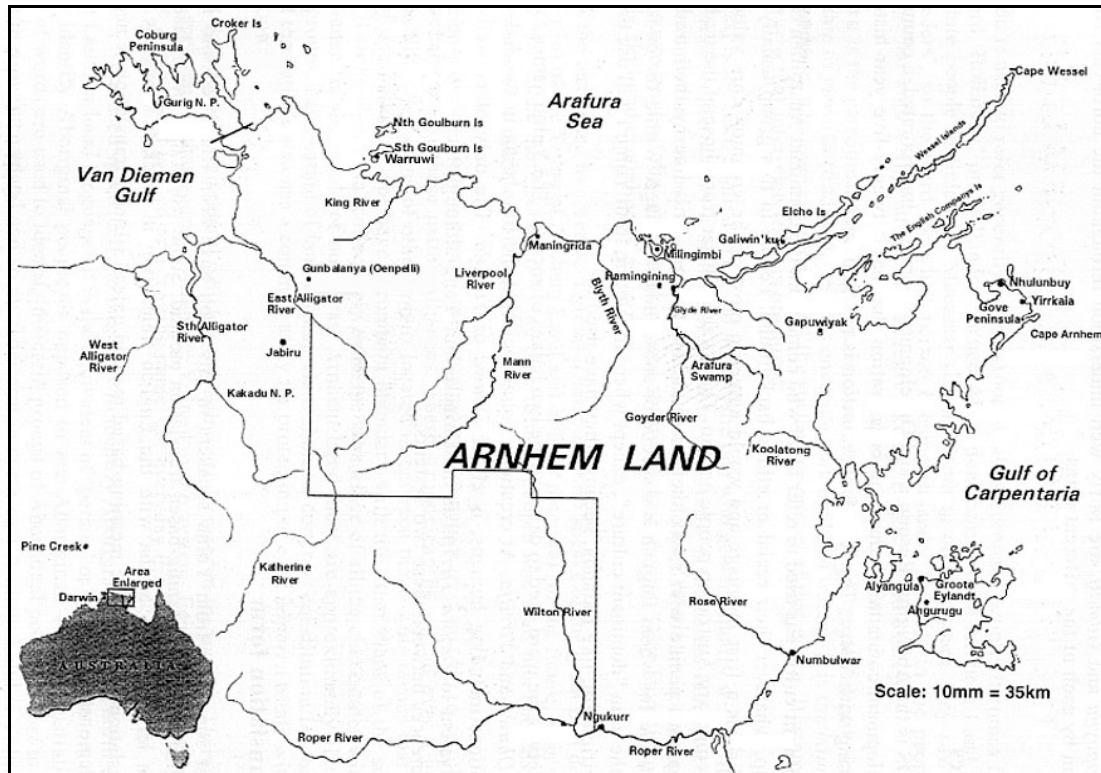 Croker Is
Coburg
Peninsula
Gurig N. P.
Cape Wessel
Arafura
Sea
Nth Goulburn Is
Sth Goulburn Is
Warruwi
Van Diemen
Gulf
King River
Wessel Islands
Elcho Is
The English Companys Is
Galiwin'ku
Maningrida
Milingimbi
Gunbalanya (Oenpelli)
Liverpool
River
Ramingining
Blyth River
Nhulunbuy
Yirrkala
Gove
Peninsula
East Alligator
River
Glyde River
Gapuwiyak
Cape Arnhem
Sth Alligator
River
West
Alligator
River
Jabiru
Mann
River
Arafura
Swamp
Kakadu N. P.
Goyder River
Koolatong
River
ARNHEM LAND
Gulf of
Carpentaria
Pine Creek
Area
Enlarged
Darwin
Katherine
River
Alyangula
Groote
Eylandt
Angurugu
Wilton River
Rose River
AUSTRALIA
Numbulwar
Scale: 10mm = 35km
Ngukurr
Roper River
Roper River